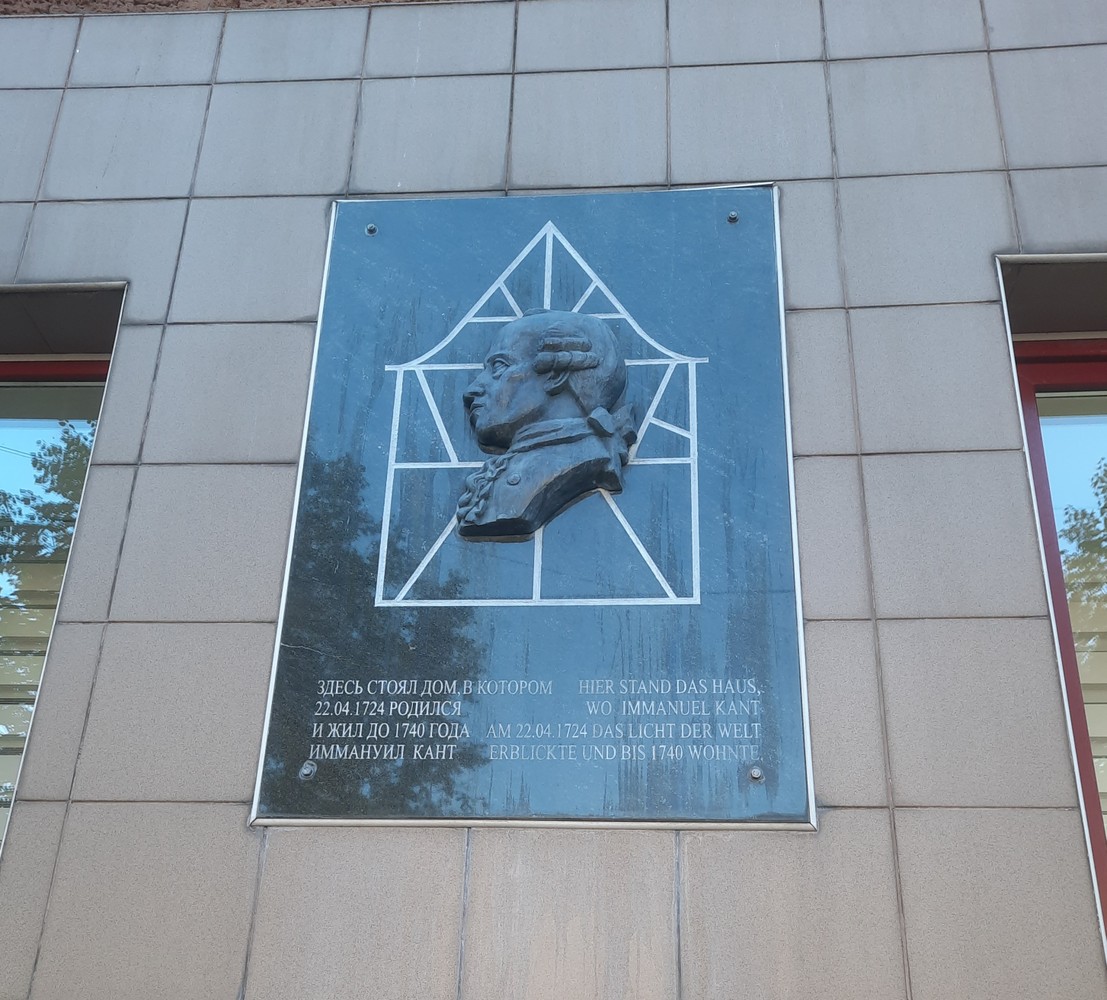 ЗДЕСЬ СТОЯЛ ДОМ, В КОТОРОМ
22.04.1724 РОДИЛСЯ
И ЖИЛ ДО 1740 ГОДА
ИММАНУИЛ КАНТ
HIER STAND DAS HAUS,
WO IMMANUEL KANT
AM 22.04.1724 DAS LICHT DER WELT
ERBLICKTE UND BIS 1740 WOHNTE.